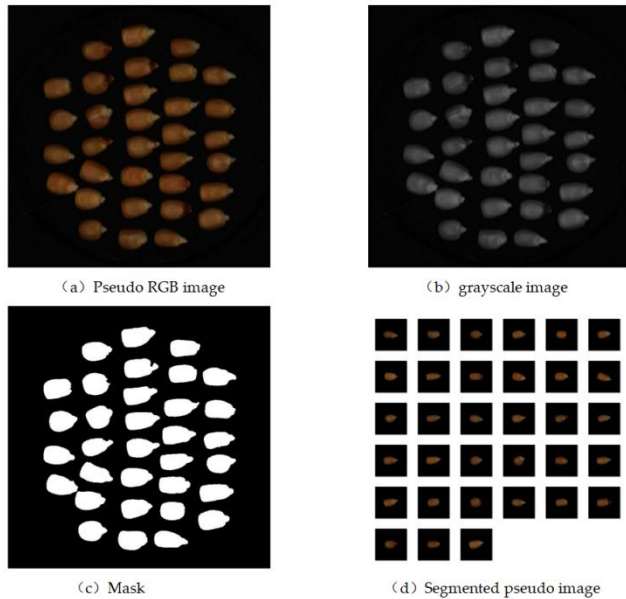 （a）Pseudo RGB image
（b）grayscale image
（c）Mask
（d）Segmented pseudo image